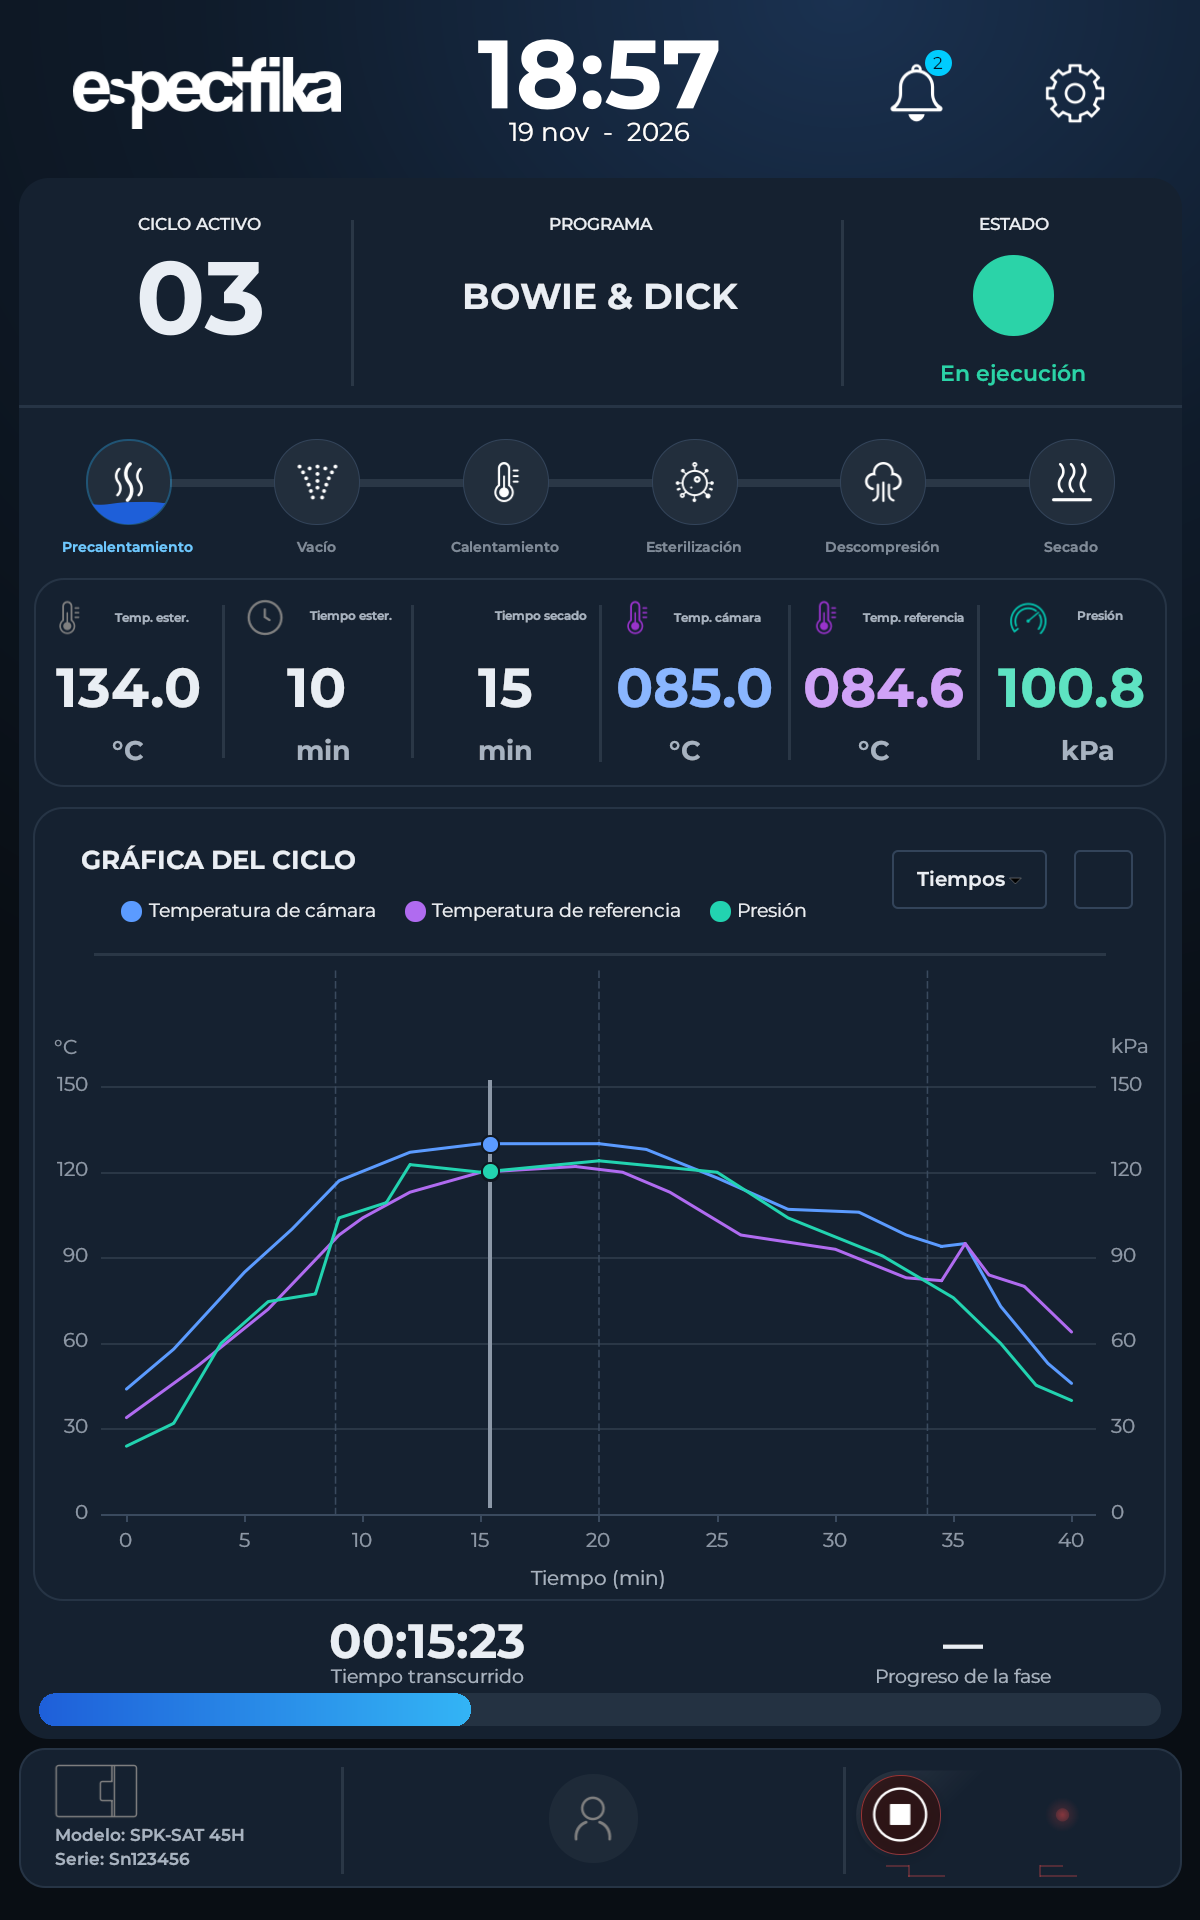 especifika
18:57
19 nov - 2026
2
CICLO ACTIVO
03
PROGRAMA
BOWIE & DICK
ESTADO
En ejecución
Precalentamiento
Vacío
Calentamiento
Esterilización
Descompresión
Secado
Temp. ester.
134.0
°C
Tiempo ester.
10
min
Tiempo secado
15
min
Temp. cámara
085.0
°C
Temp. referencia
084.6
°C
Presión
100.8
kPa
GRÁFICA DEL CICLO
Tiempos
Temperatura de cámara
Temperatura de referencia
Presión
°C
kPa
150
150
120
120
90
90
60
60
30
30
0
0
0 5 10 15 20 25 30 35 40
Tiempo (min)
00:15:23
Tiempo transcurrido
—
Progreso de la fase
Modelo: SPK-SAT 45H
Serie: Sn123456